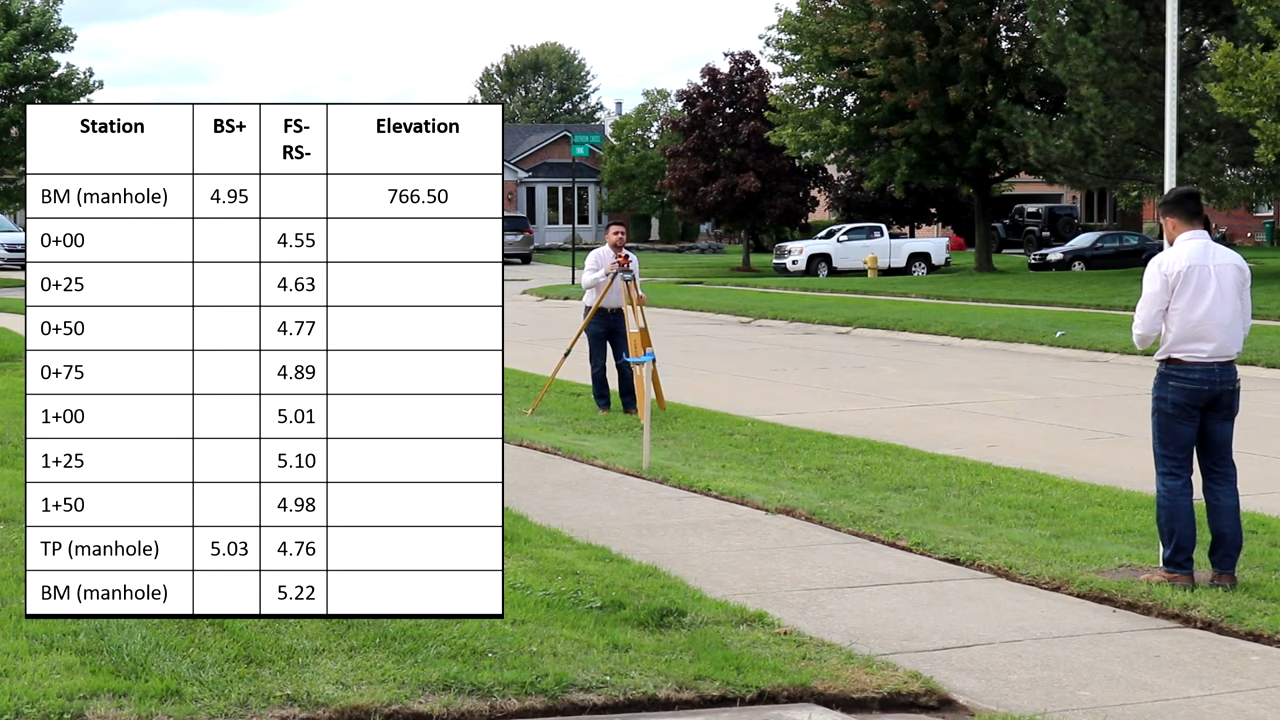 Station BS+ FS- Elevation
RS-
BM (manhole) 4.95 766.50
0+00 4.55
0+25 4.63
0+50 4.77
0+75 4.89
1+00 5.01
1+25 5.10
1+50 4.98
TP (manhole) 5.03 4.76
BM (manhole) 5.22